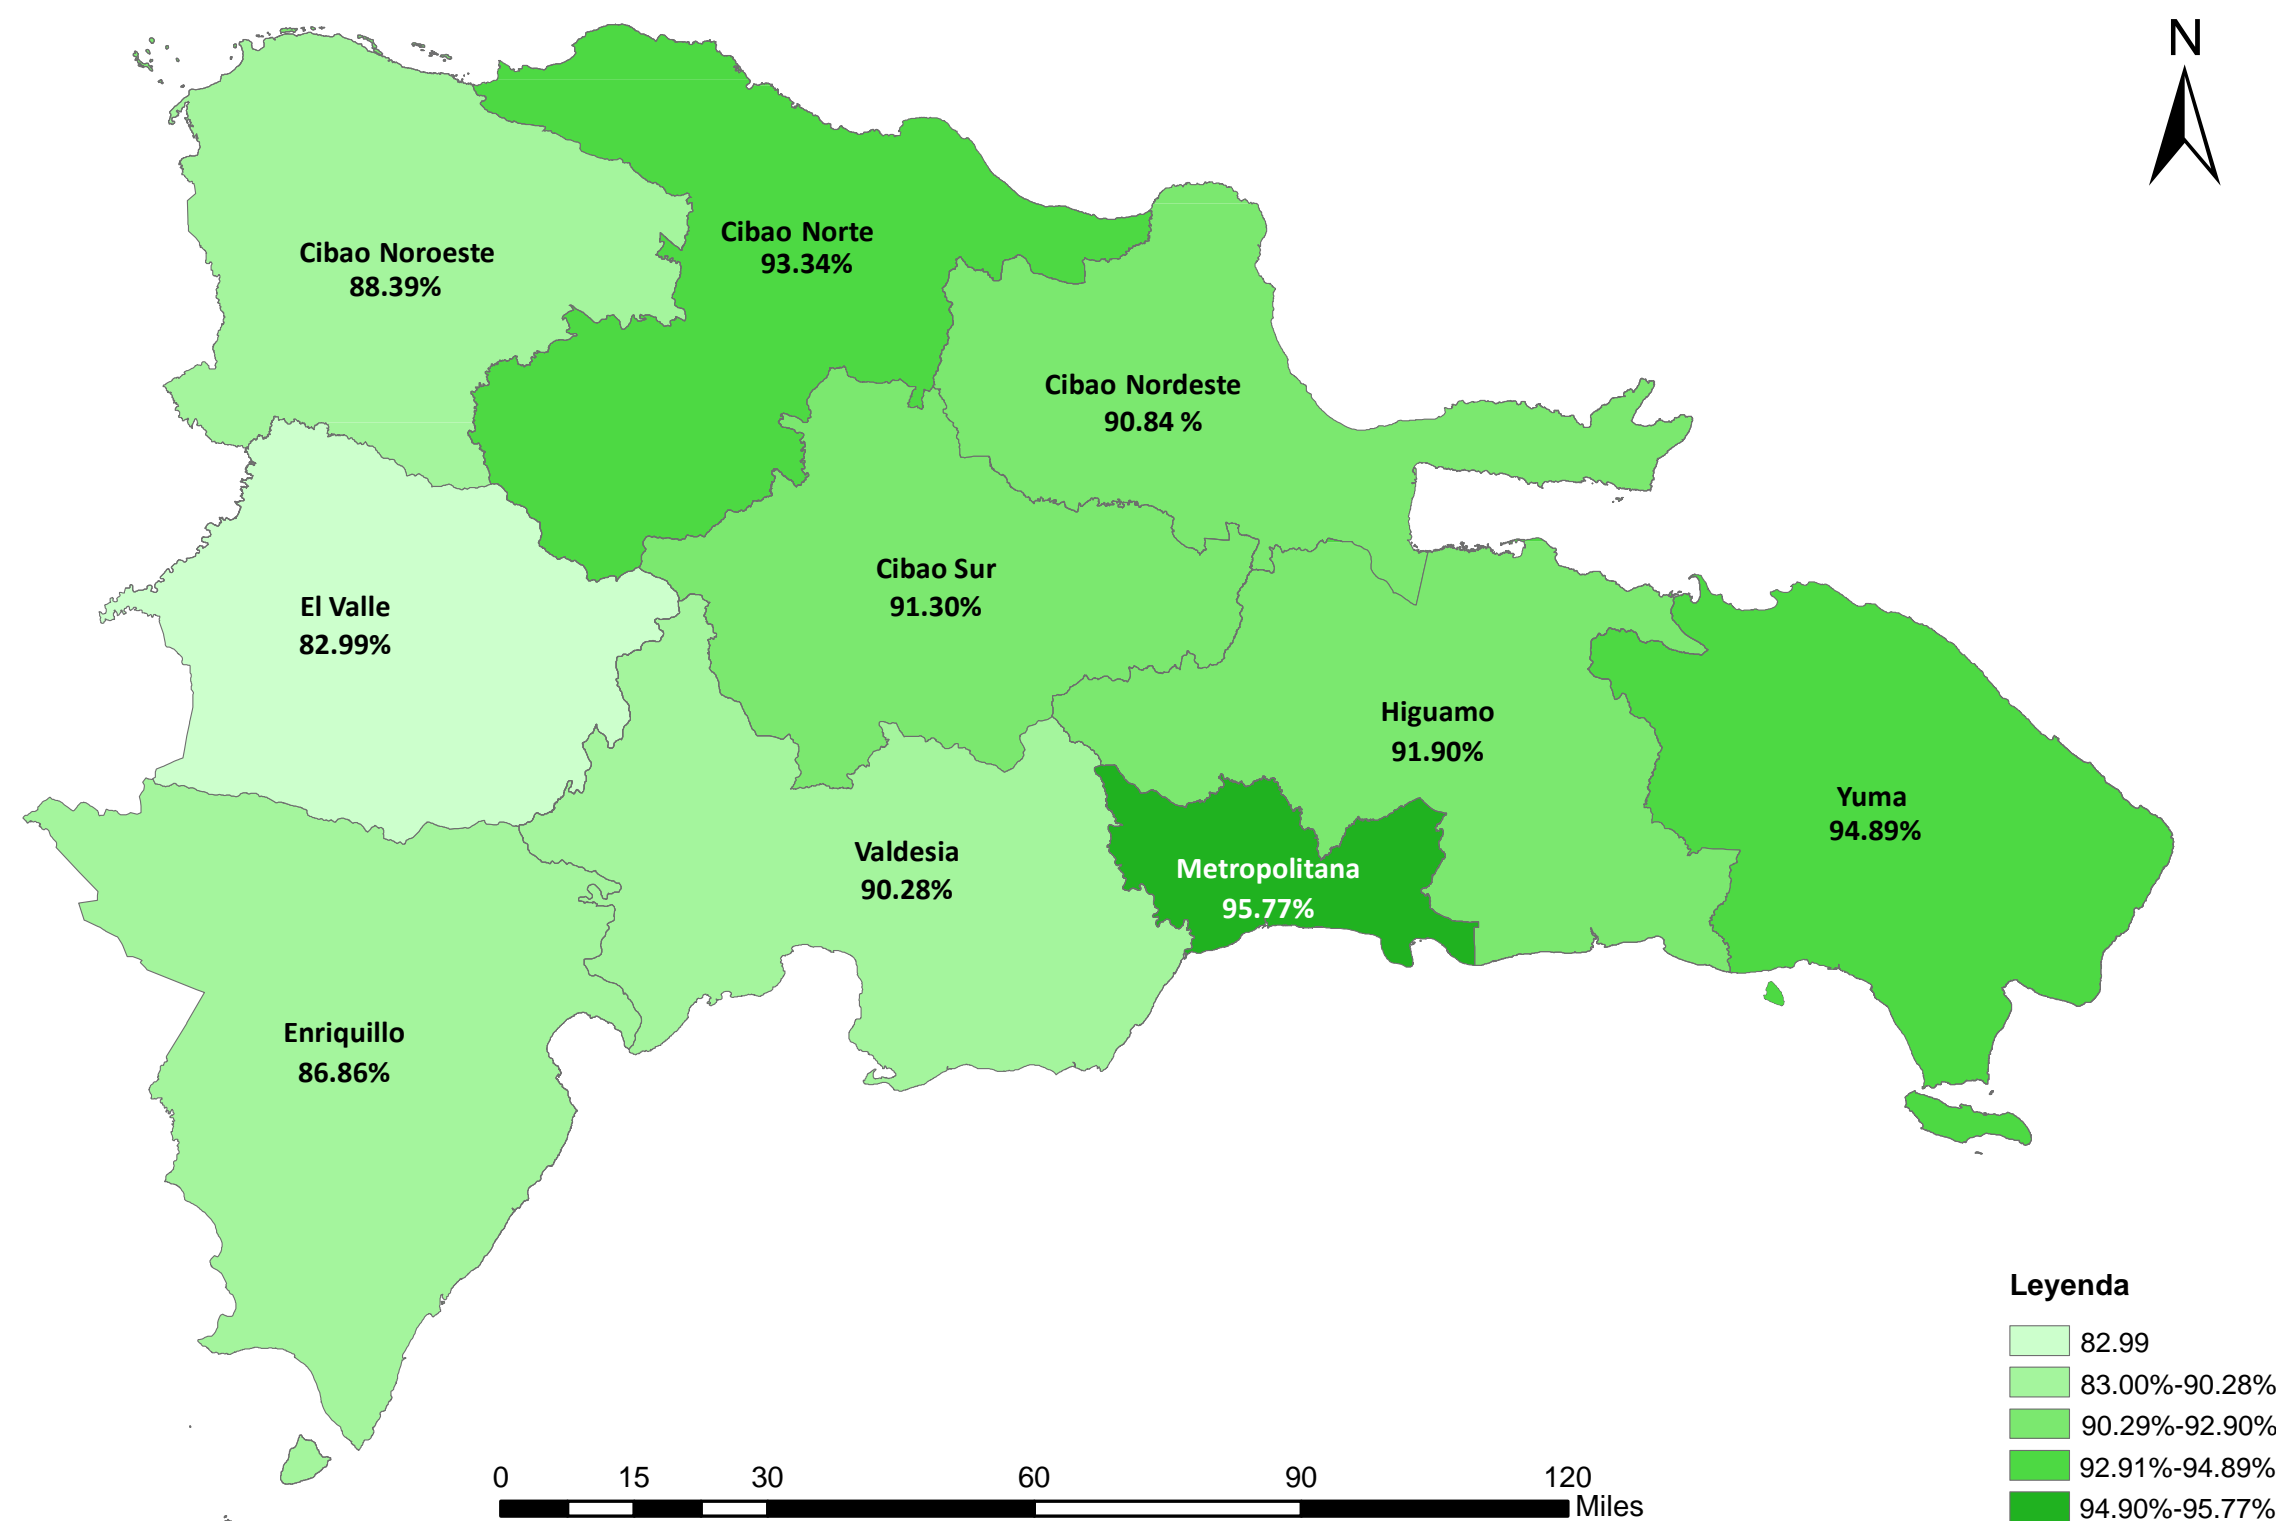 N
Cibao Norte
93.34%
Cibao Noroeste
88.39%
Cibao Nordeste
90.84 %
Cibao Sur
91.30%
El Valle
82.99%
Higuamo
91.90%
Yuma
94.89%
Valdesia
90.28%
Metropolitana
95.77%
Enriquillo
86.86%
Leyenda
82.99
83.00%-90.28%
90.29%-92.90%
92.91%-94.89%
94.90%-95.77%
0 15 30 60 90 120
Miles